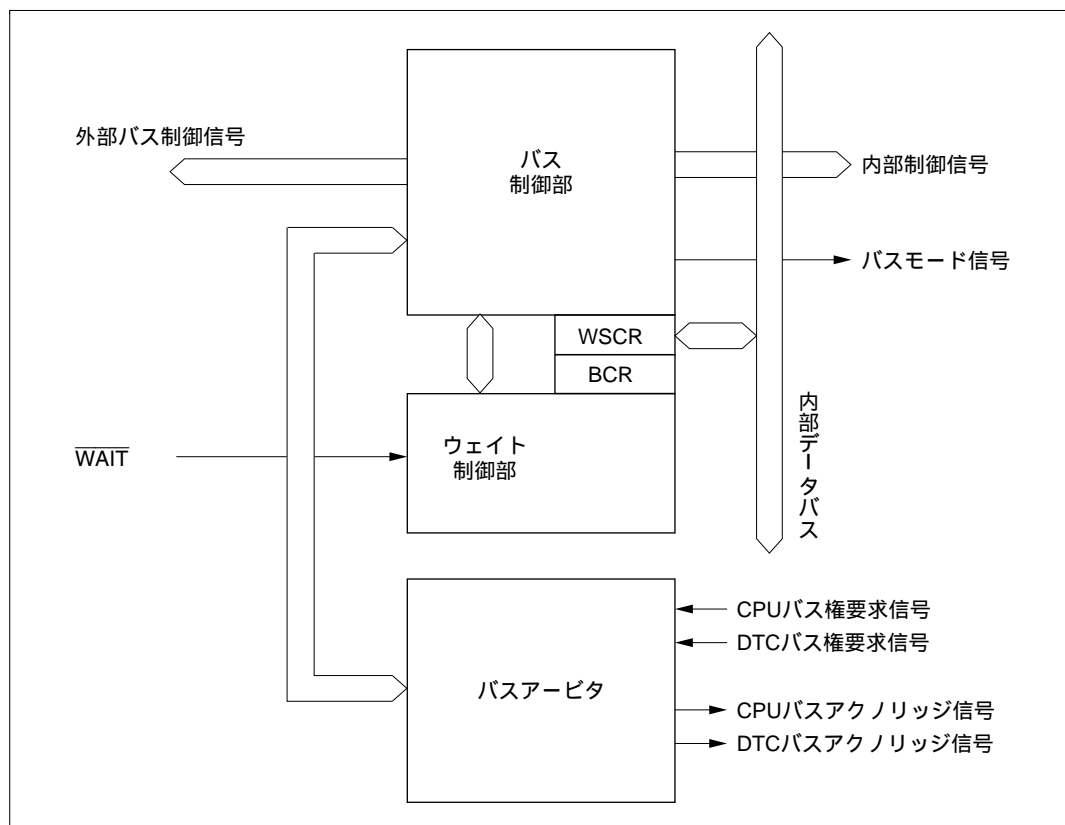 外部バス制御信号
バス
制御部
内部制御信号
バスモード信号
WSCR
BCR
内部データバス
WAIT
ウェイト
制御部
CPUバス権要求信号
DTCバス権要求信号
バスアービタ
CPUバスアクノリッジ信号
DTCバスアクノリッジ信号